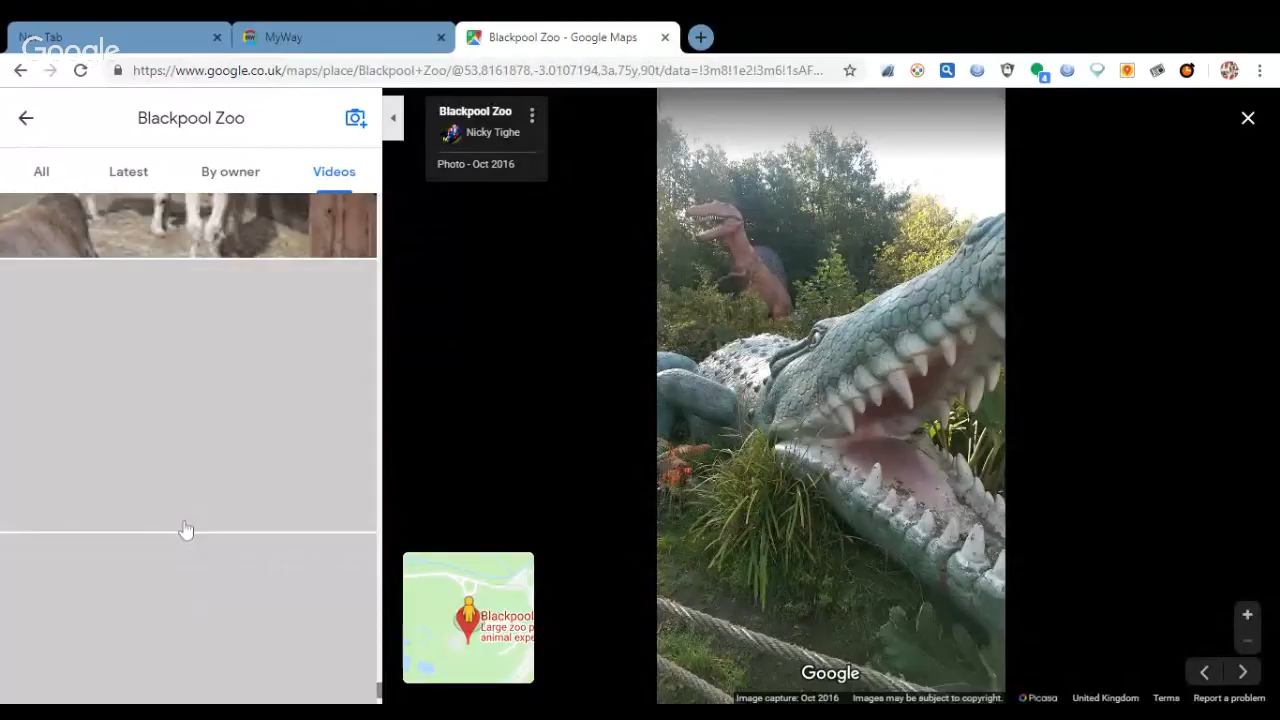 New Tab
MyWay
Blackpool Zoo - Google Maps
Google
https://www.google.co.uk/maps/place/Blackpool+Zoo/@53.8161878,-3.0107194,3a,75y,90t/data=!3m8!1e2!3m6!1sAF...
4
Blackpool Zoo
All
Latest
By owner
Videos
Blackpool Zoo
Nicky Tighe
Photo - Oct 2016
Blackpool
Large zoo p
animal expe
Google
Image capture: Oct 2016
Images may be subject to copyright.
Picasa
United Kingdom
Terms
Report a problem